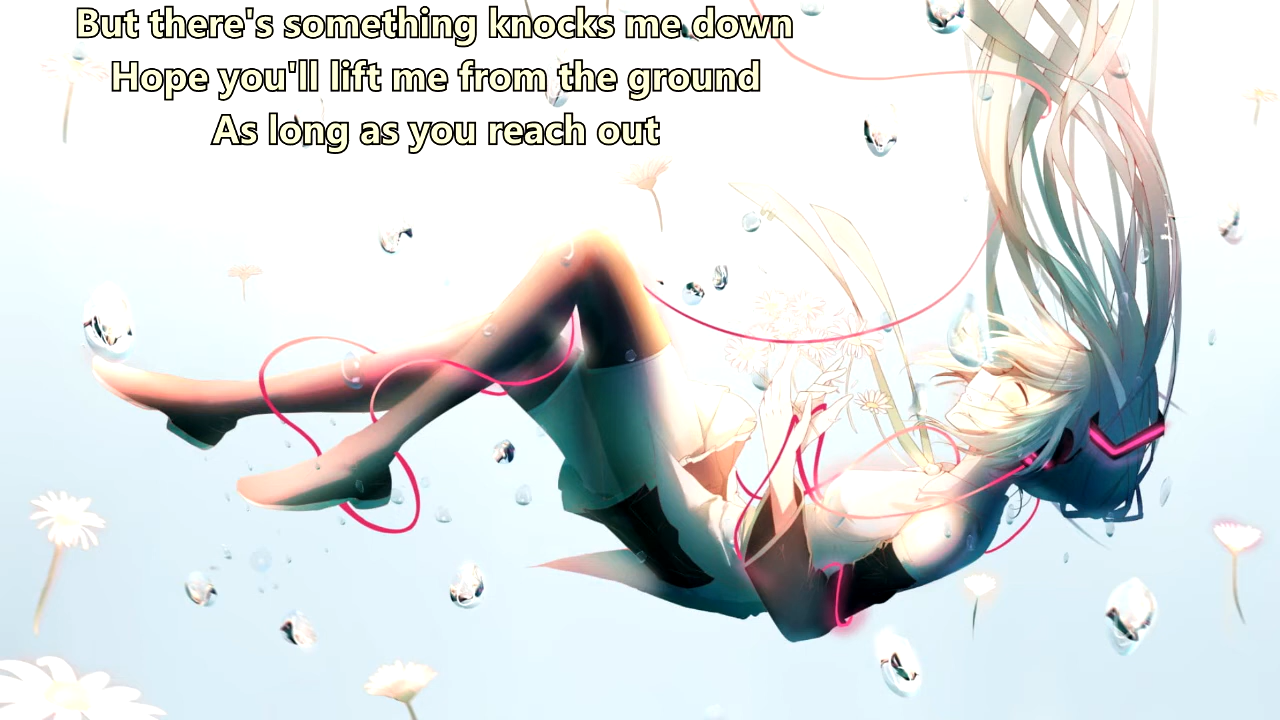 But there's something knocks me down
Hope you'll lift me from the ground
As long as you reach out